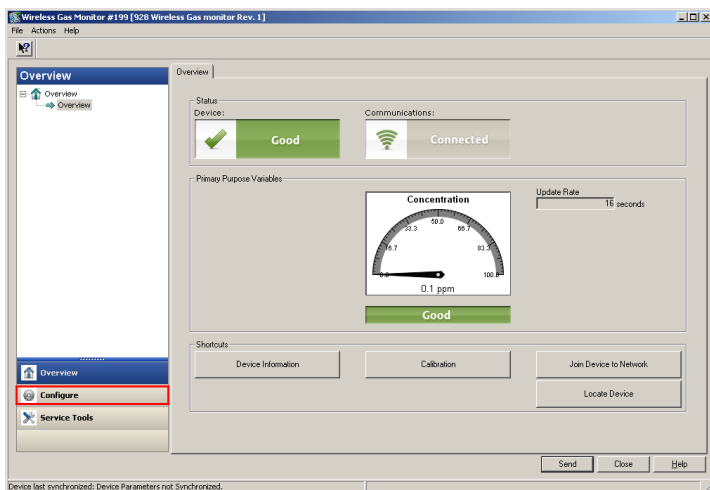 Wireless Gas Monitor #199 [928 Wireless Gas monitor Rev. 1]
File Actions Help
Overview
Overview
Overview
Overview
Configure
Service Tools
Overview
Status
Device:
Good
Communications:
Connected
Primary Purpose Variables
Concentration
0.0
16.7
33.3
50.0
66.7
83.3
100.0
0.1 ppm
Good
Update Rate
16 seconds
Shortcuts
Device Information
Calibration
Join Device to Network
Locate Device
Send
Close
Help
Device last synchronized: Device Parameters not Synchronized.